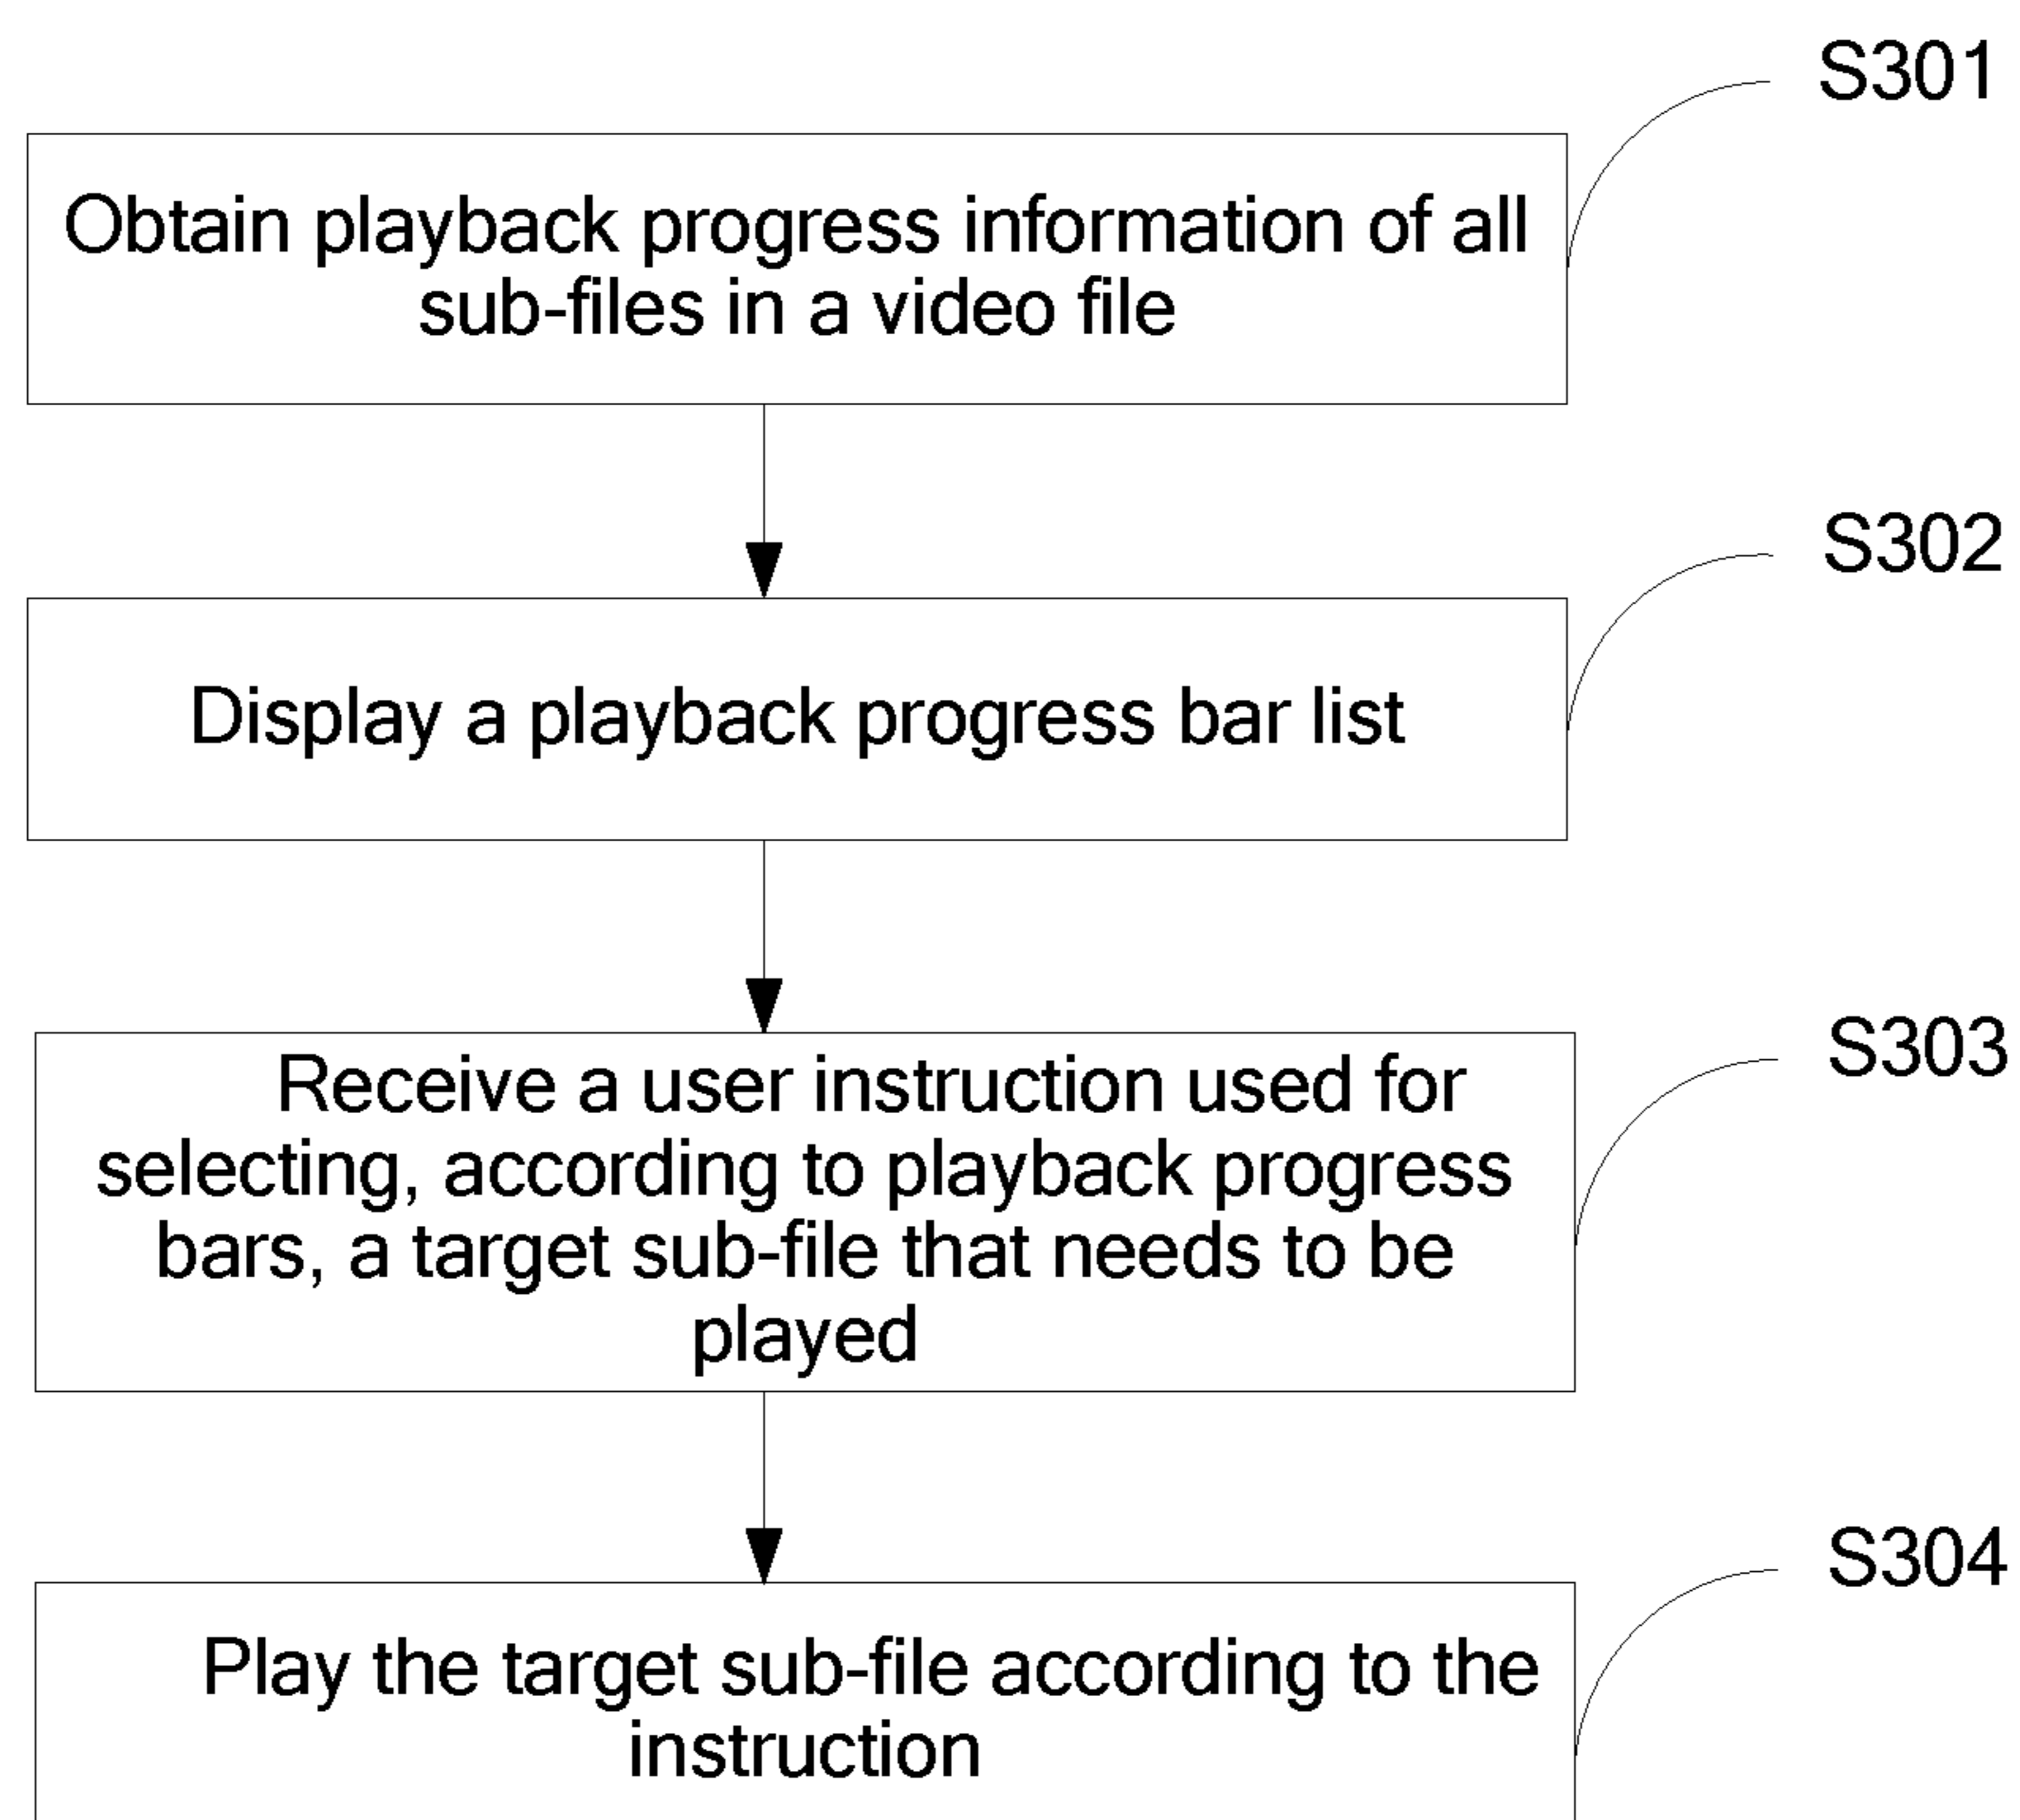 S301
Obtain playback progress information of all
sub-files in a video file
S302
Display a playback progress bar list
S303
Receive a user instruction used for
selecting, according to playback progress
bars, a target sub-file that needs to be
played
S304
Play the target sub-file according to the
instruction